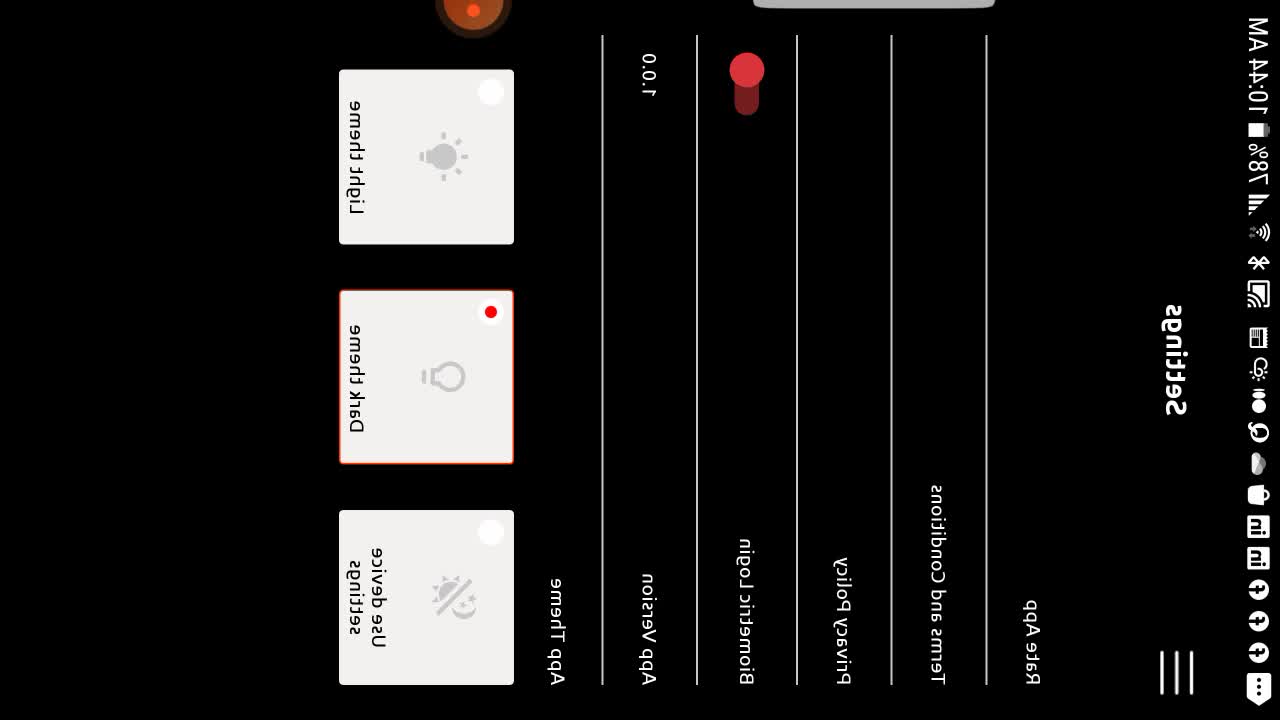 78% 10:44 AM
Settings
Rate App
Terms and Conditions
Privacy Policy
Biometric Login
App Version 1.0.0
App Theme
Use device
settings
Dark theme
Light theme